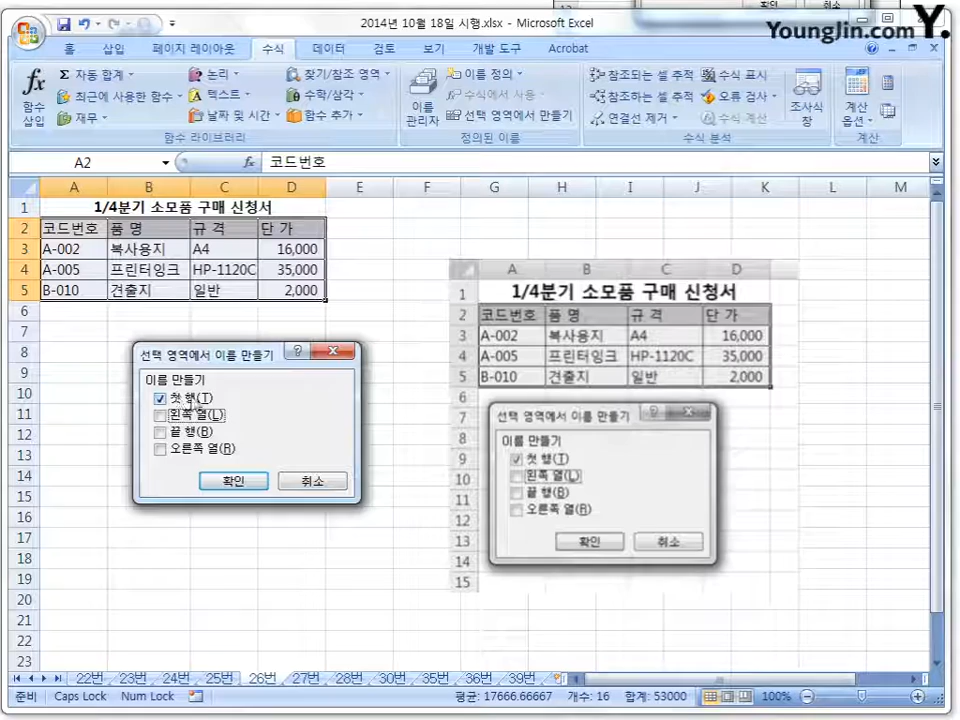 2014년 10월 18일 시행.xlsx - Microsoft Excel
Younglin.com Y.
홈 삽입 페이지 레이아웃 수식 데이터 검토 보기 개발 도구 Acrobat
fx 함수 삽입
Σ 자동 합계 논리 찾기/참조 영역
최근에 사용한 함수 텍스트 수학/삼각
재무 날짜 및 시간 함수 추가
함수 라이브러리
이름 관리자
이름 정의
수식에서 사용
선택 영역에서 만들기
정의된 이름
참조되는 셀 추적 수식 표시
참조하는 셀 추적 오류 검사
연결선 제거 수식 계산
수식 분석
조사식 창
계산 옵션
계산
A2 fx 코드번호
A B C D E F G H I J K L M
1 1/4분기 소모품 구매 신청서
2 코드번호 품 명 규 격 단 가
3 A-002 복사용지 A4 16,000
4 A-005 프린터잉크 HP-1120C 35,000
5 B-010 견출지 일반 2,000
6
7
8
9
10
11
12
13
14
15
16
17
18
19
20
21
22
23
선택 영역에서 이름 만들기 ?
이름 만들기
첫 행(T)
왼쪽 열(L)
끝 행(B)
오른쪽 열(R)
확인 취소
A B C D
1 1/4분기 소모품 구매 신청서
2 코드번호 품 명 규 격 단 가
3 A-002 복사용지 A4 16,000
4 A-005 프린터잉크 HP-1120C 35,000
5 B-010 견출지 일반 2,000
6
7
8
9
10
11
12
13
14
15
선택 영역에서 이름 만들기 ?
이름 만들기
첫 행(T)
왼쪽 열(L)
끝 행(B)
오른쪽 열(R)
확인 취소
22번 23번 24번 25번 26번 27번 28번 30번 35번 36번 39번
준비 Caps Lock Num Lock 평균: 17666.66667 개수: 16 합계: 53000 100%